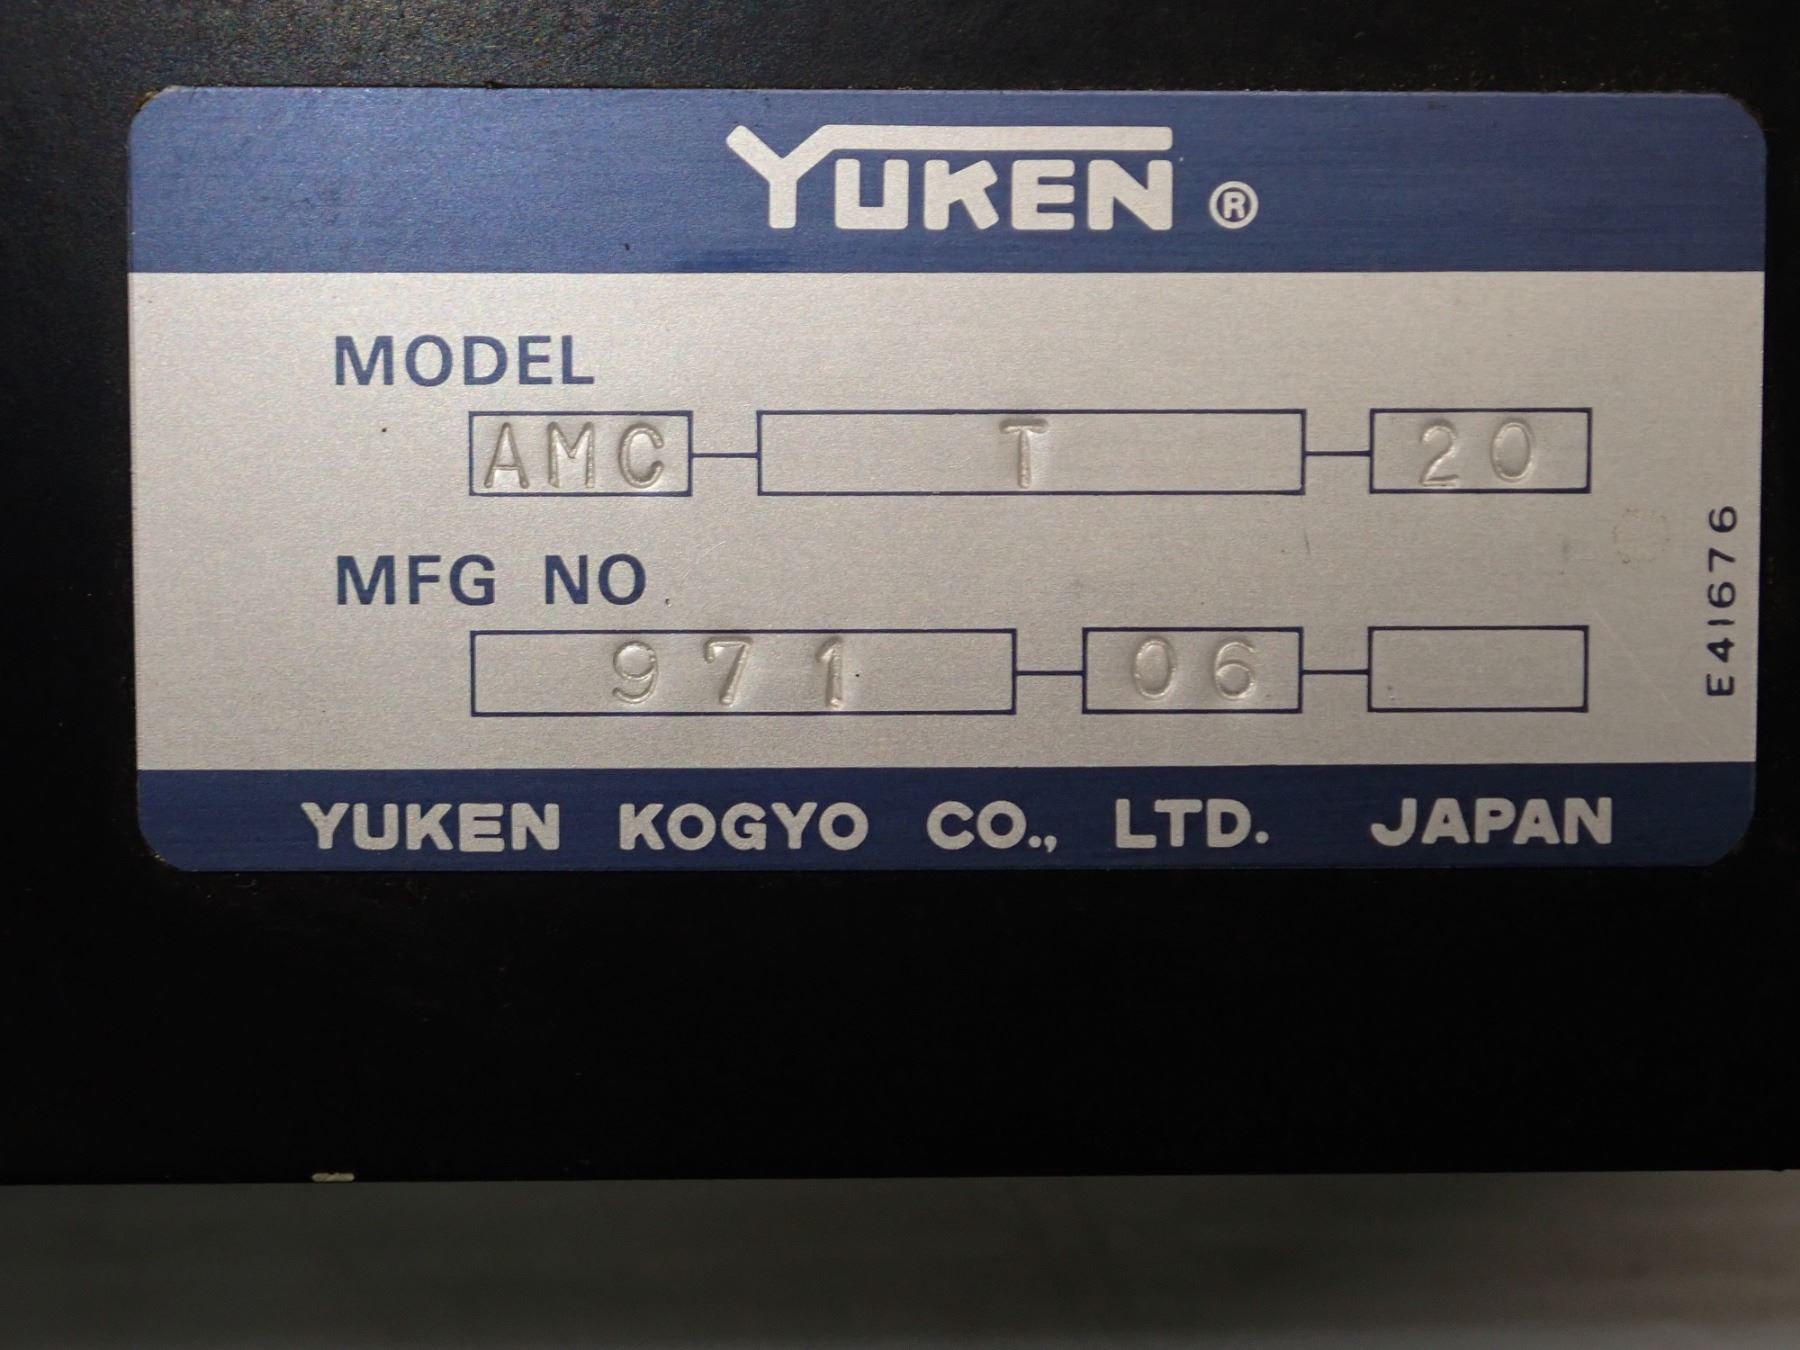 YUKEN ®
MODEL
AMC T 20
MFG NO
971 06
E41676
YUKEN KOGYO CO., LTD. JAPAN